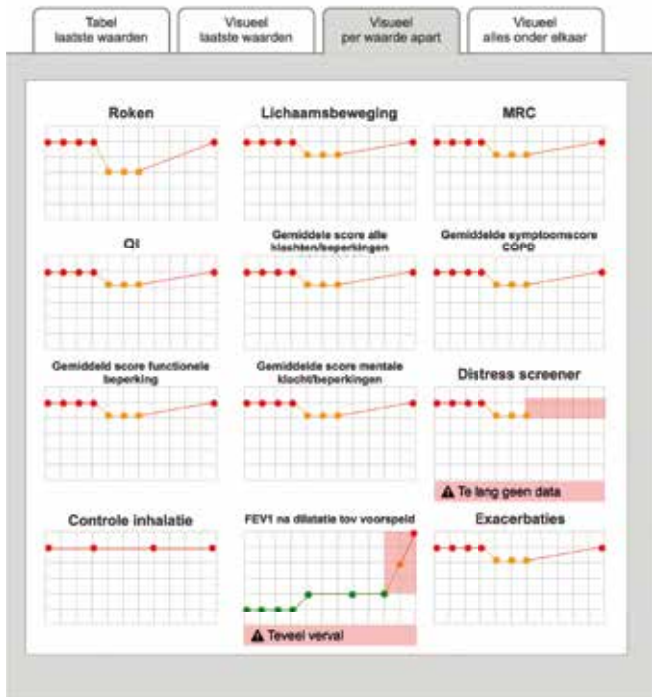 Tabel
laatste waarden
Visueel
laatste waarden
Visueel
per waarde apart
Visueel
alles onder elkaar
Roken
Lichaamsbeweging
MRC
QI
Gemiddele score alle
klachten/beperkingen
Gemiddelde symptoomscore
COPD
Gemiddeld score functionele
beperking
Gemiddelde score mentale
klacht/beperkingen
Distress screener
Te lang geen data
Controle inhalatie
FEV1 na dilatatie tov voorspeld
Exacerbaties
Teveel verval